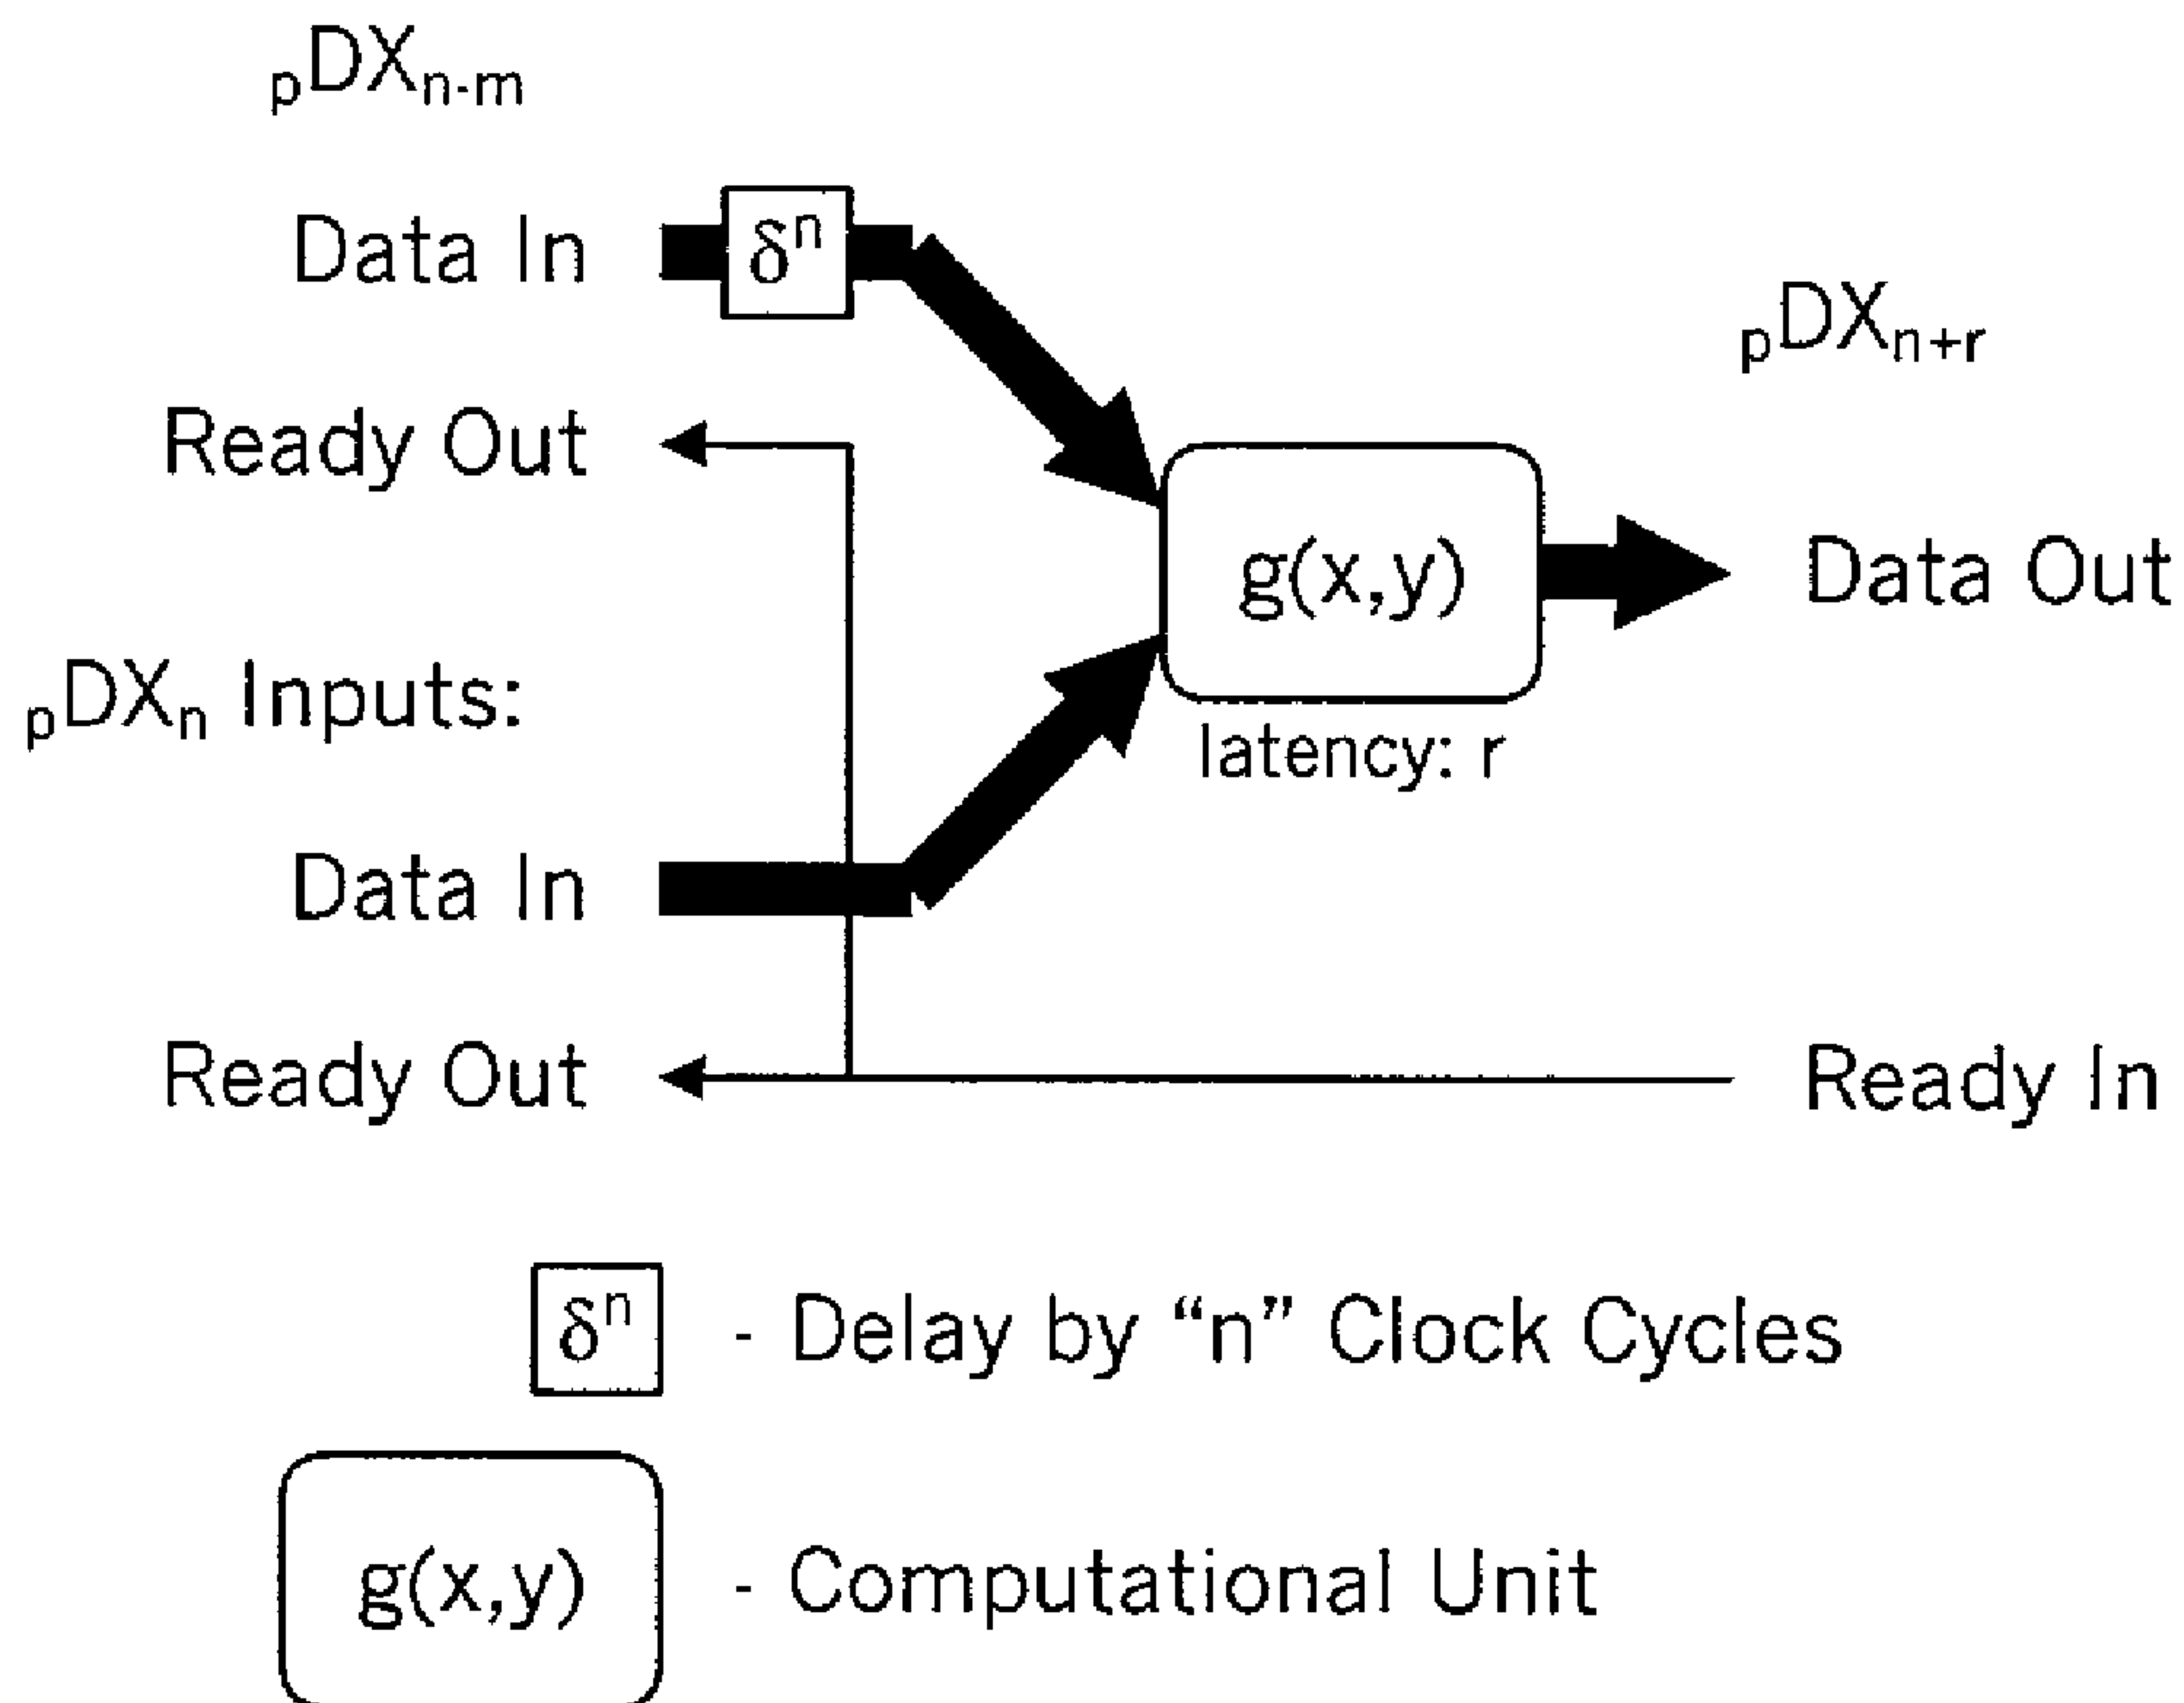 pDXn-m
Data In
δn
pDXn+r
Ready Out
g(x,y)
Data Out
pDXn Inputs:
latency: r
Data In
Ready Out
Ready In
δn - Delay by “n” Clock Cycles
g(x,y) - Computational Unit